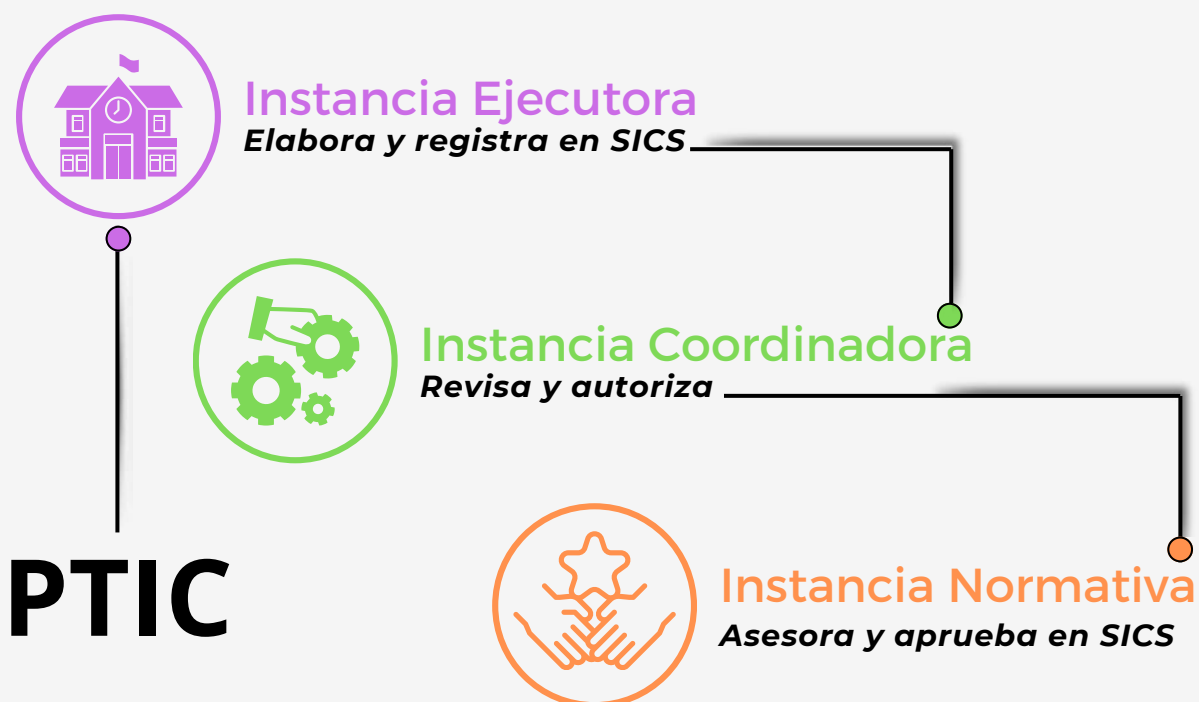 Instancia Ejecutora
Elabora y registra en SICS
Instancia Coordinadora
Revisa y autoriza
PTIC
Instancia Normativa
Asesora y aprueba en SICS